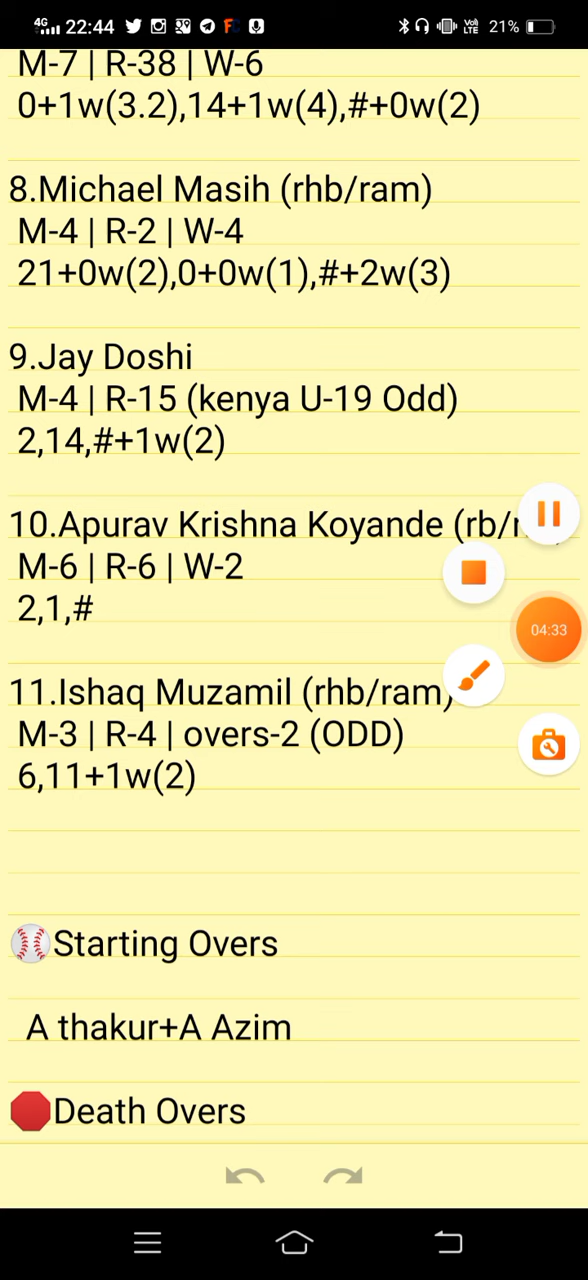 4G 22:44 Vo)) LTE 21%
M-7 | R-38 | W-6
0+1w(3.2),14+1w(4),#+0w(2)
8.Michael Masih (rhb/ram)
M-4 | R-2 | W-4
21+0w(2),0+0w(1),#+2w(3)
9.Jay Doshi
M-4 | R-15 (kenya U-19 Odd)
2,14,#+1w(2)
10.Apurav Krishna Koyande (rb/
M-6 | R-6 | W-2
2,1,#
04:33
11.Ishaq Muzamil (rhb/ram)
M-3 | R-4 | overs-2 (ODD)
6,11+1w(2)
Starting Overs
A thakur+A Azim
Death Overs